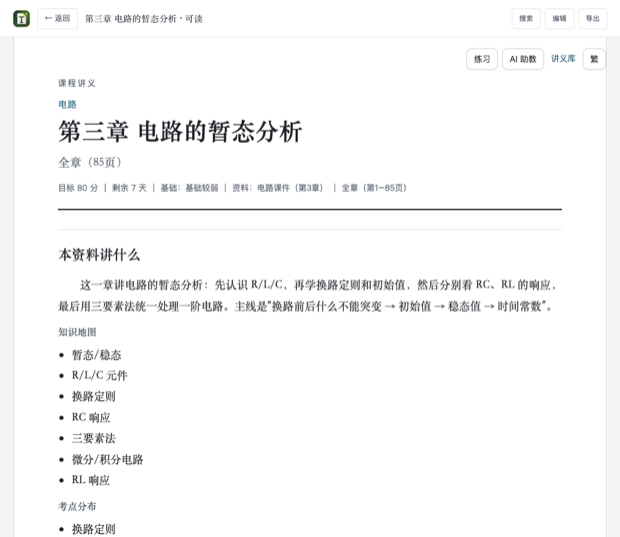 ← 返回
第三章 电路的暂态分析 · 可读
搜索
编辑
导出
练习
AI 助教
讲义库
繁
课程讲义
电路
第三章 电路的暂态分析
全章（85页）
目标 80 分 | 剩余 7 天 | 基础：基础较弱 | 资料：电路课件（第3章） | 全章（第1–85页）
本资料讲什么
这一章讲电路的暂态分析：先认识 R/L/C，再学换路定则和初始值，然后分别看 RC、RL 的响应，
最后用三要素法统一处理一阶电路。主线是“换路前后什么不能突变 → 初始值 → 稳态值 → 时间常数”。
知识地图
• 暂态/稳态
• R/L/C 元件
• 换路定则
• RC 响应
• 三要素法
• 微分/积分电路
• RL 响应
考点分布
• 换路定则